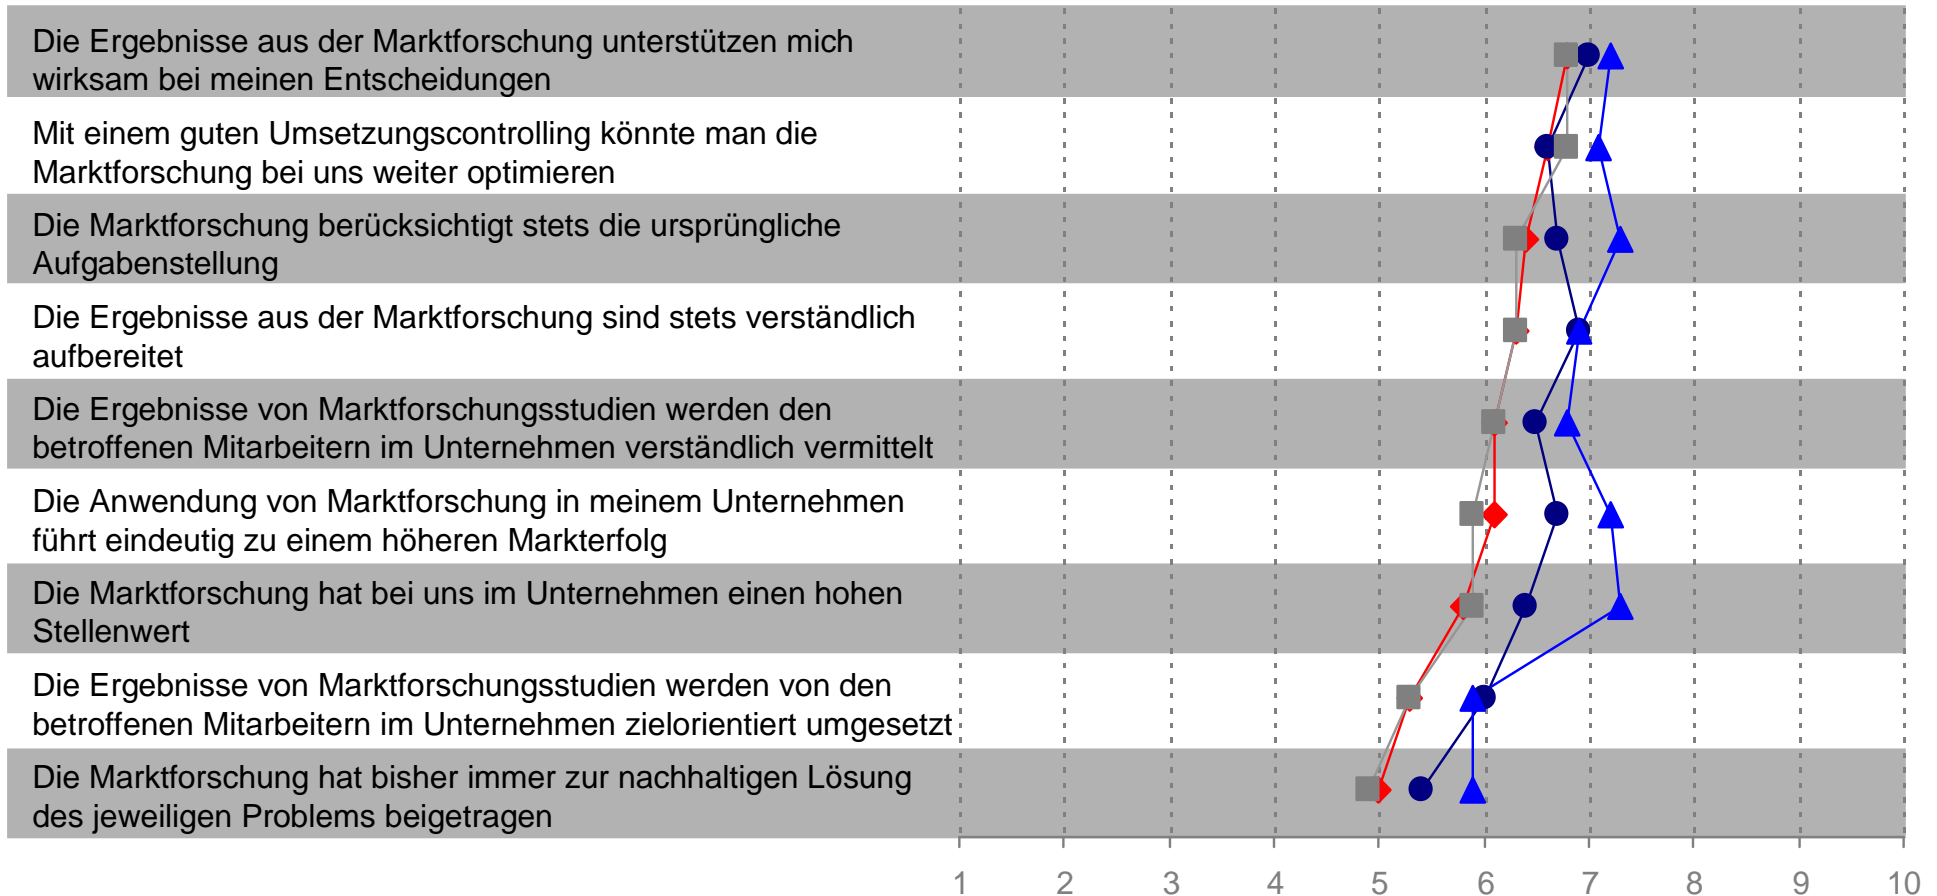 Die Ergebnisse aus der Marktforschung unterstützen mich
wirksam bei meinen Entscheidungen
Mit einem guten Umsetzungscontrolling könnte man die
Marktforschung bei uns weiter optimieren
Die Marktforschung berücksichtigt stets die ursprüngliche
Aufgabenstellung
Die Ergebnisse aus der Marktforschung sind stets verständlich
aufbereitet
Die Ergebnisse von Marktforschungsstudien werden den
betroffenen Mitarbeitern im Unternehmen verständlich vermittelt
Die Anwendung von Marktforschung in meinem Unternehmen
führt eindeutig zu einem höheren Markterfolg
Die Marktforschung hat bei uns im Unternehmen einen hohen
Stellenwert
Die Ergebnisse von Marktforschungsstudien werden von den
betroffenen Mitarbeitern im Unternehmen zielorientiert umgesetzt
Die Marktforschung hat bisher immer zur nachhaltigen Lösung
des jeweiligen Problems beigetragen
1 2 3 4 5 6 7 8 9 10